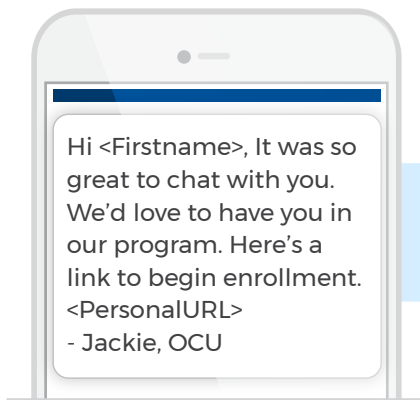 Hi <Firstname>, It was so
great to chat with you.
We’d love to have you in
our program. Here’s a
link to begin enrollment.
<PersonalURL>
- Jackie, OCU